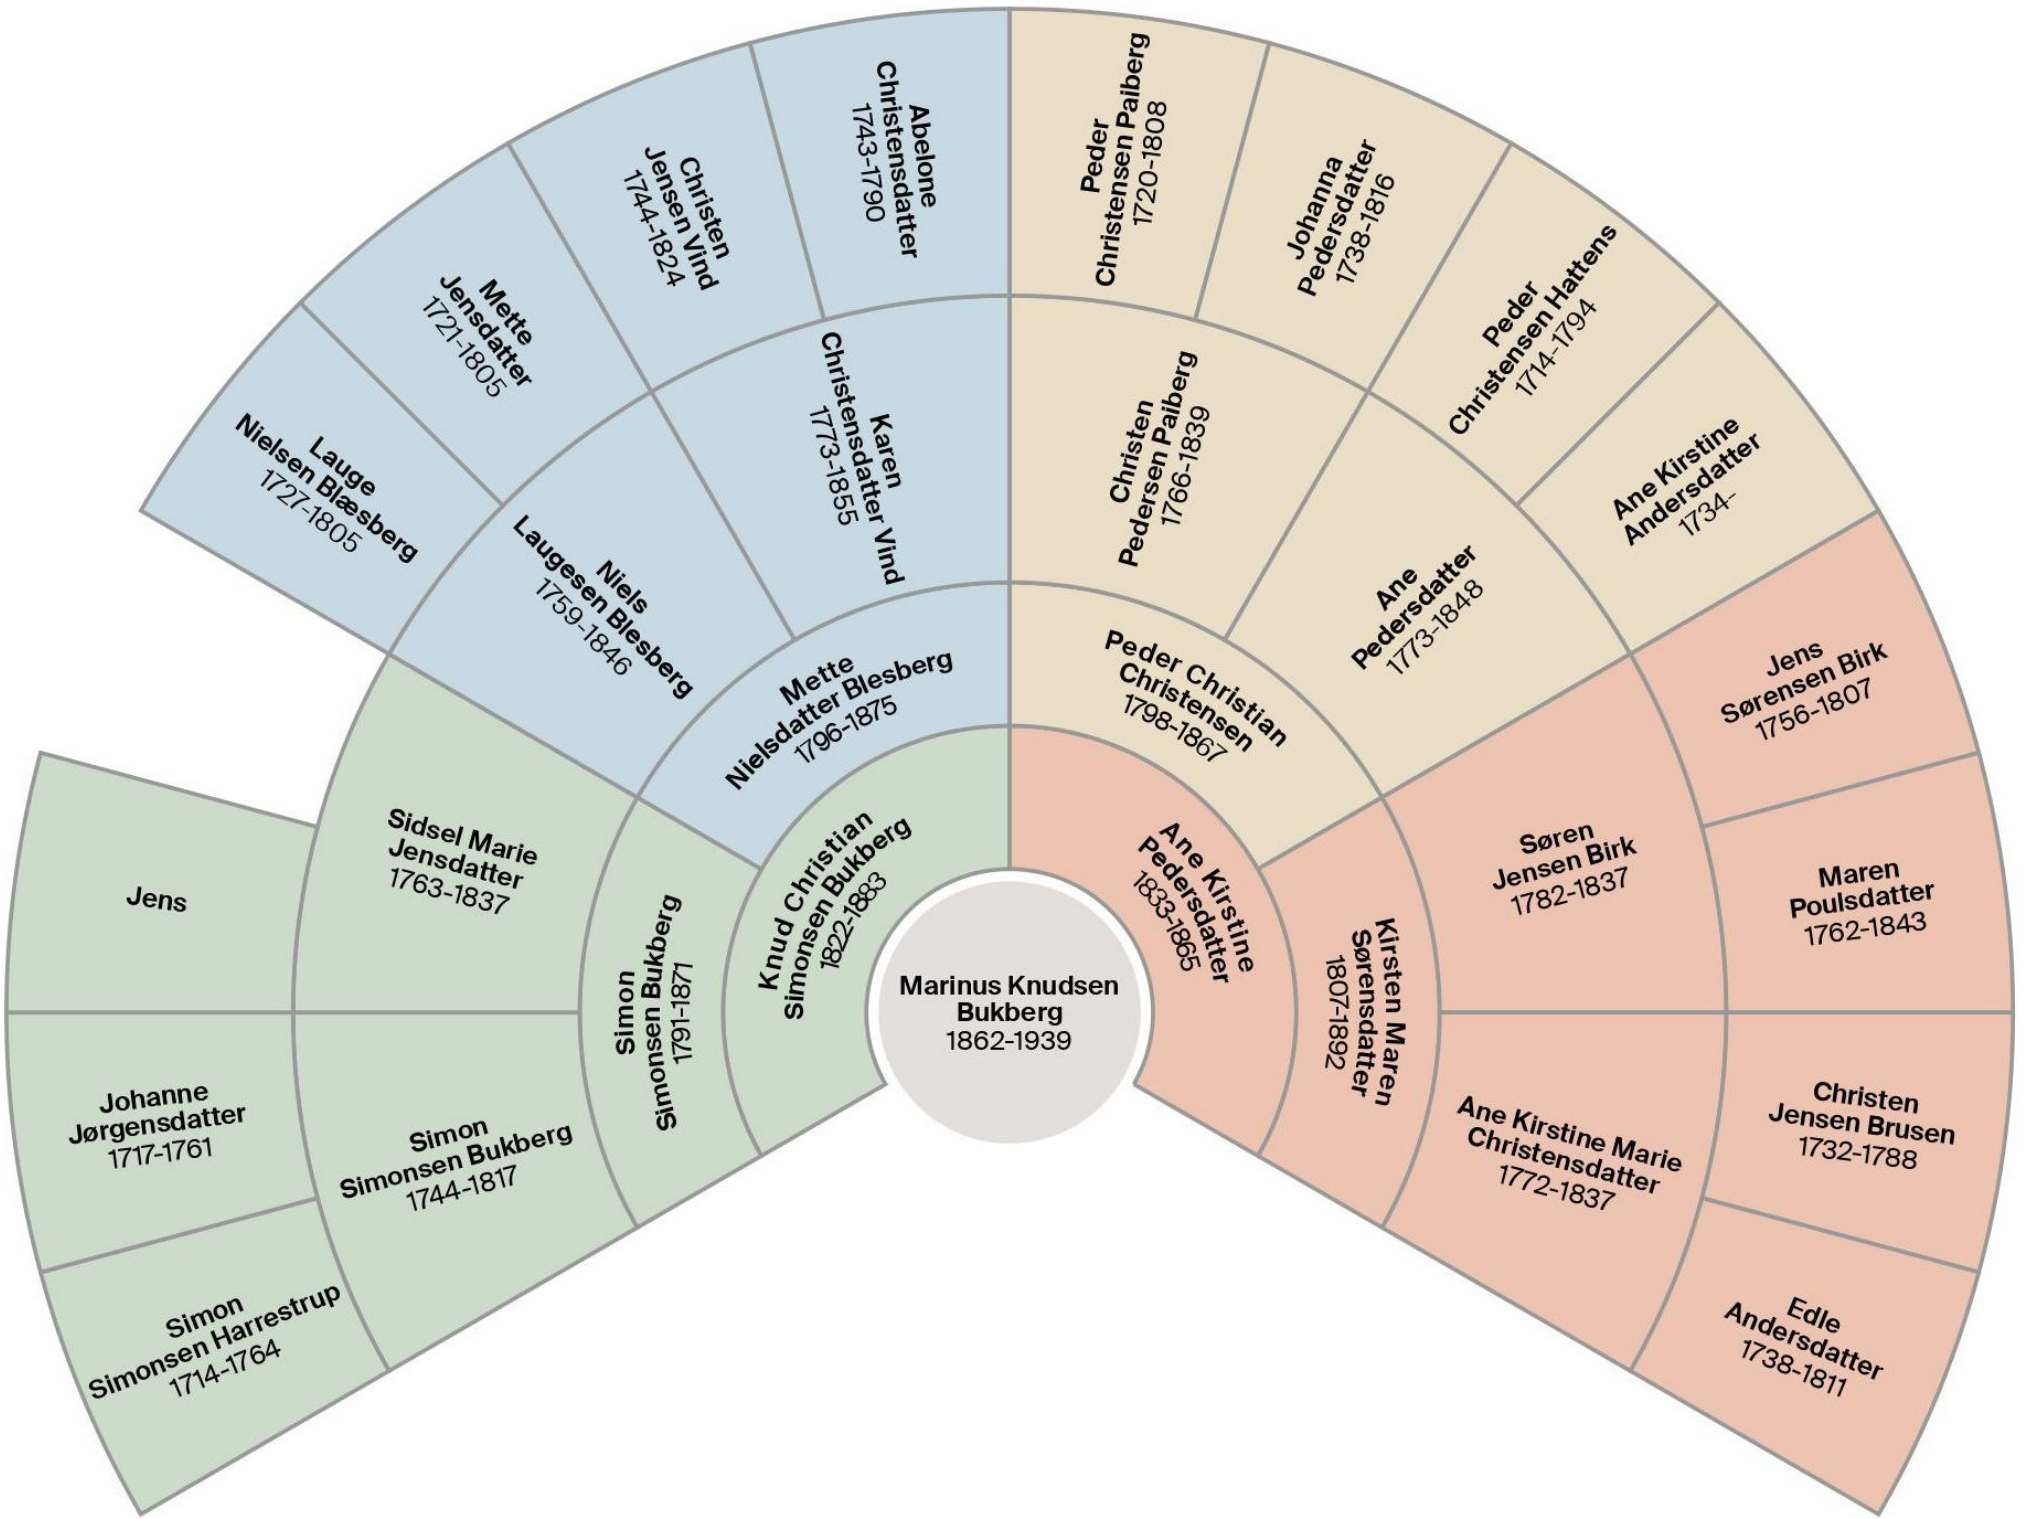 Marinus Knudsen
Bukberg
1862-1939
Knud Christian
Simonsen Bukberg
1822-1883
Ane Kirstine
Pedersdatter
1833-1865
Simon
Simonsen Bukberg
1791-1871
Mette
Nielsdatter Blesberg
1796-1875
Peder Christian
Christensen
1798-1867
Kirsten Maren
Sørensdatter
1807-1892
Simon
Simonsen Bukberg
1744-1817
Sidsel Marie
Jensdatter
1763-1837
Niels
Laugesen Blesberg
1759-1846
Karen
Christensdatter Vind
1773-1855
Christen
Pedersen Paiberg
1766-1839
Ane
Pedersdatter
1773-1848
Søren
Jensen Birk
1782-1837
Ane Kirstine Marie
Christensdatter
1772-1837
Simon
Simonsen Harrestrup
1714-1764
Johanne
Jørgensdatter
1717-1761
Jens
Lauge
Nielsen Blæsberg
1727-1805
Mette
Jensdatter
1721-1805
Christen
Jensen Vind
1744-1824
Abelone
Christensdatter
1743-1790
Peder
Christensen Paiberg
1720-1808
Johanna
Pedersdatter
1738-1816
Peder
Christensen Hattens
1714-1794
Ane Kirstine
Andersdatter
1734-
Jens
Sørensen Birk
1756-1807
Maren
Poulsdatter
1762-1843
Christen
Jensen Brusen
1732-1788
Edle
Andersdatter
1738-1811